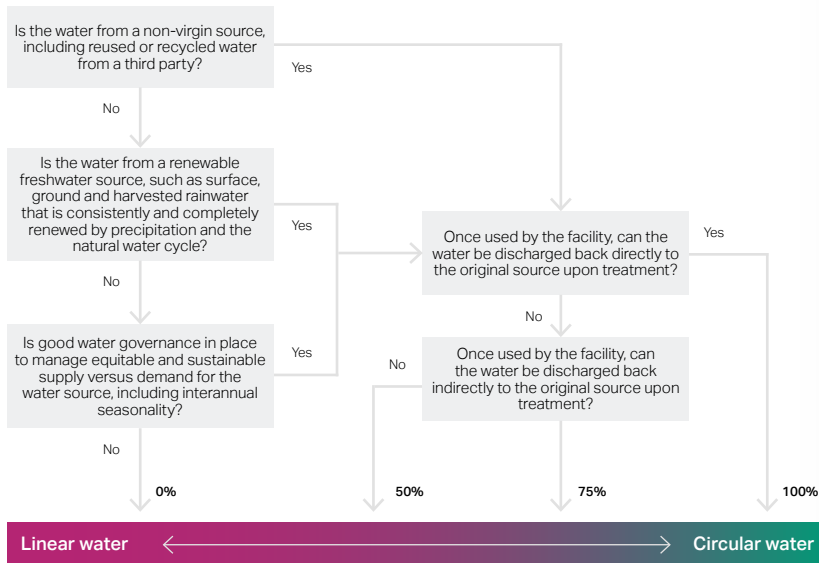 Is the water from a non-virgin source,
including reused or recycled water
from a third party?
Yes
No
Is the water from a renewable
freshwater source, such as surface,
ground and harvested rainwater
that is consistently and completely
renewed by precipitation and the
natural water cycle?
Yes
No
Once used by the facility, can the
water be discharged back directly to
the original source upon treatment?
Yes
No
Is good water governance in place
to manage equitable and sustainable
supply versus demand for the
water source, including interannual
seasonality?
Yes
No
Once used by the facility, can
the water be discharged back
indirectly to the original source upon
treatment?
No
0%
50%
75%
100%
Linear water
Circular water